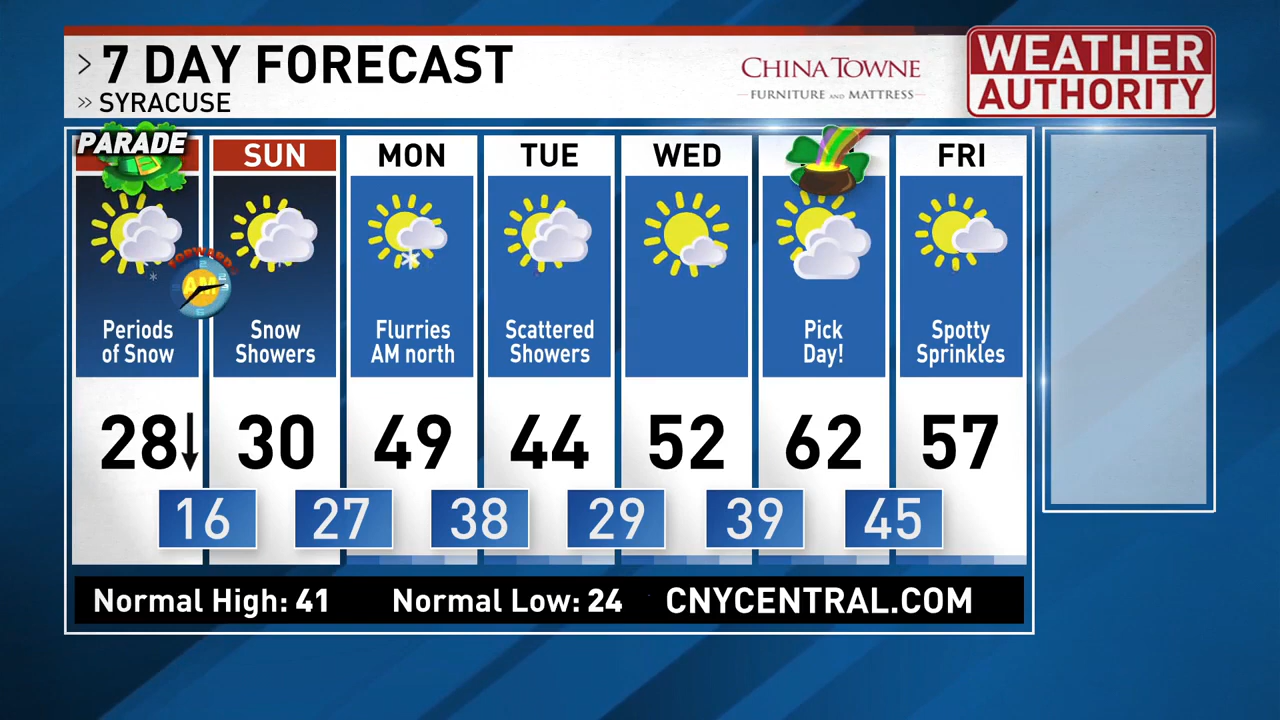 > 7 DAY FORECAST
» SYRACUSE
CHINA TOWNE
FURNITURE AND MATTRESS
WEATHER
AUTHORITY
PARADE
SUN
MON
TUE
WED
FRI
FORWARD
AM
Periods
of Snow
Snow
Showers
Flurries
AM north
Scattered
Showers
Pick
Day!
Spotty
Sprinkles
28↓ 30 49 44 52 62 57
16 27 38 29 39 45
Normal High: 41 Normal Low: 24 CNYCENTRAL.COM